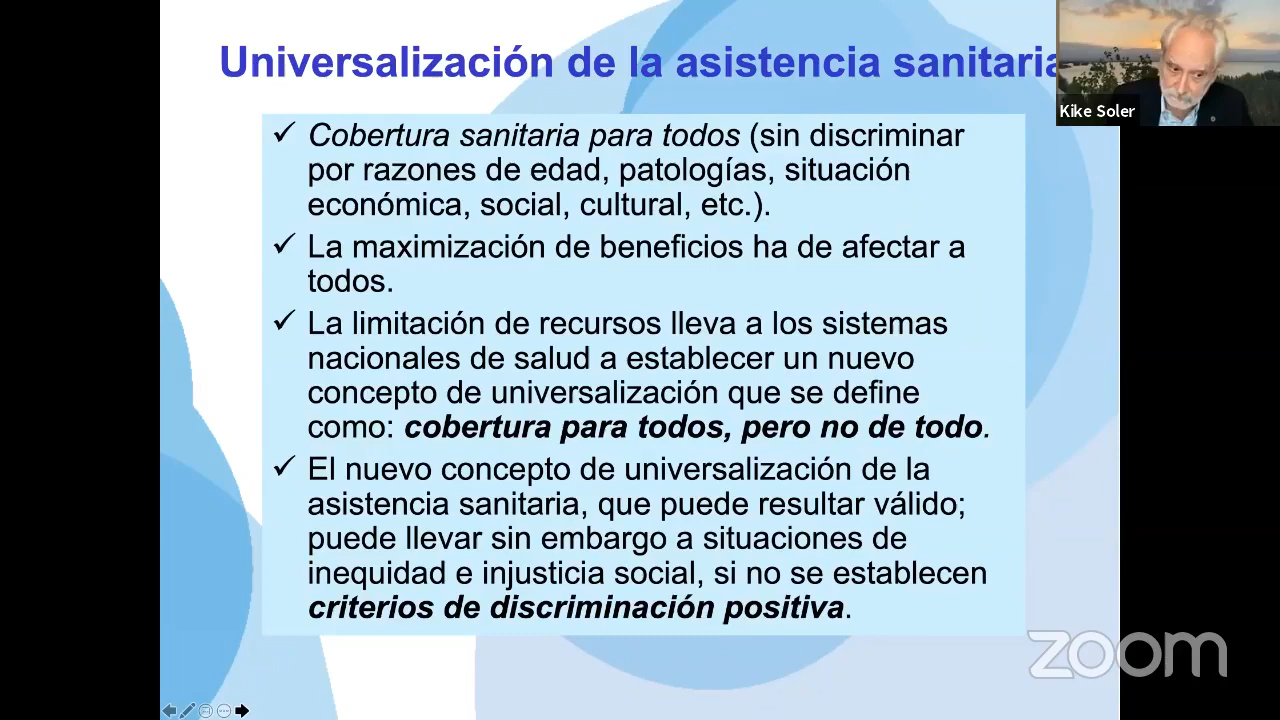 Universalización de la asistencia sanitaria
Kike Soler
✓ Cobertura sanitaria para todos (sin discriminar
por razones de edad, patologías, situación
económica, social, cultural, etc.).
✓ La maximización de beneficios ha de afectar a
todos.
✓ La limitación de recursos lleva a los sistemas
nacionales de salud a establecer un nuevo
concepto de universalización que se define
como: cobertura para todos, pero no de todo.
✓ El nuevo concepto de universalización de la
asistencia sanitaria, que puede resultar válido;
puede llevar sin embargo a situaciones de
inequidad e injusticia social, si no se establecen
criterios de discriminación positiva.
zoom